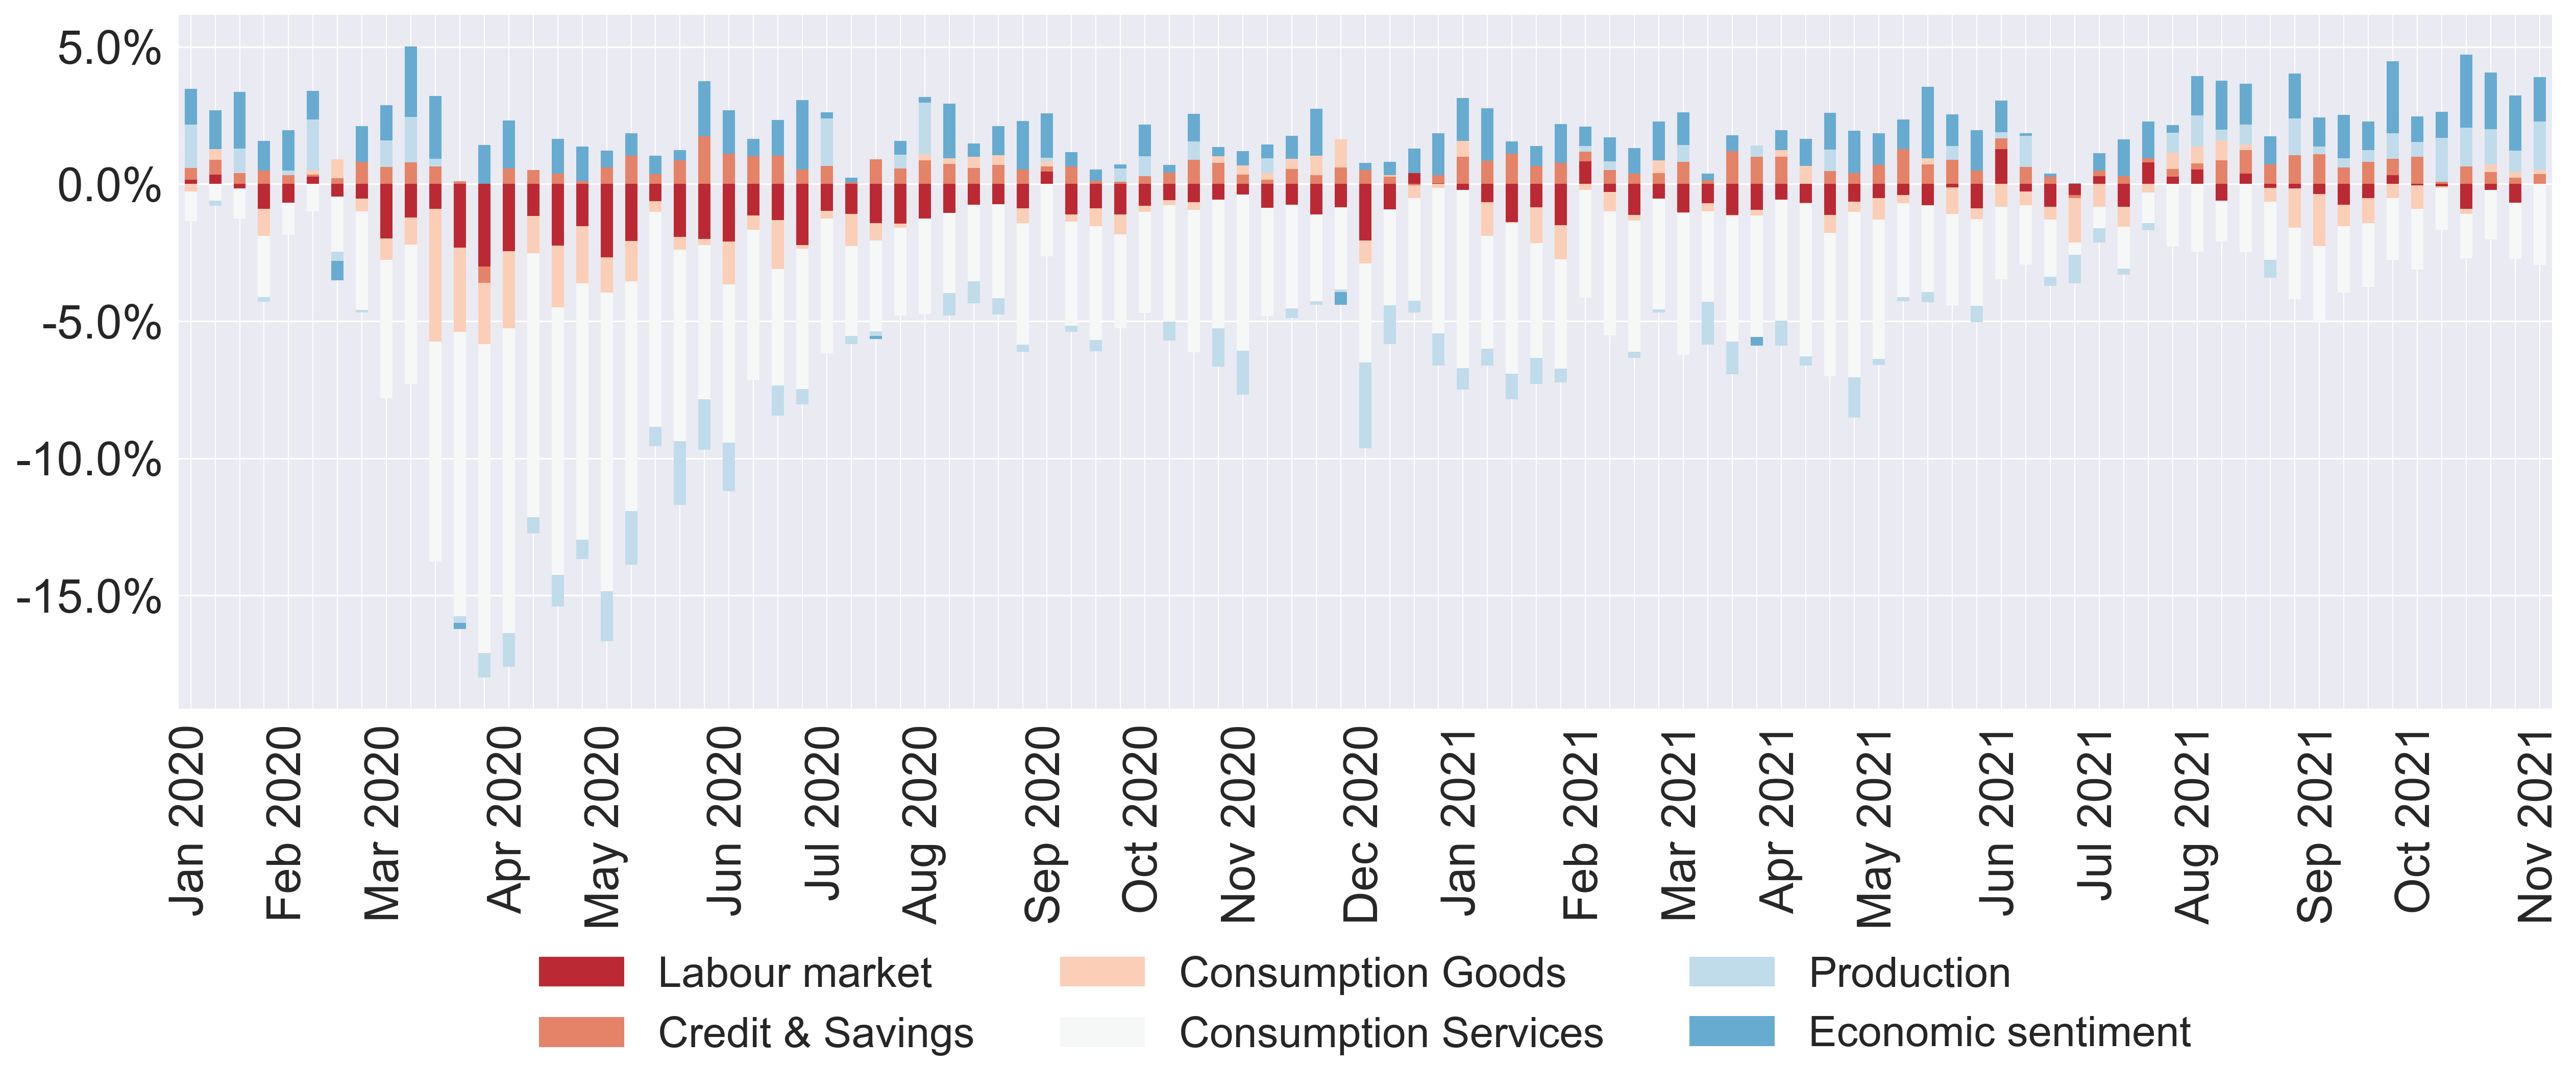 5.0%
0.0%
-5.0%
-10.0%
-15.0%
Jan 2020
Feb 2020
Mar 2020
Apr 2020
May 2020
Jun 2020
Jul 2020
Aug 2020
Sep 2020
Oct 2020
Nov 2020
Dec 2020
Jan 2021
Feb 2021
Mar 2021
Apr 2021
May 2021
Jun 2021
Jul 2021
Aug 2021
Sep 2021
Oct 2021
Nov 2021
Labour market
Consumption Goods
Production
Credit & Savings
Consumption Services
Economic sentiment